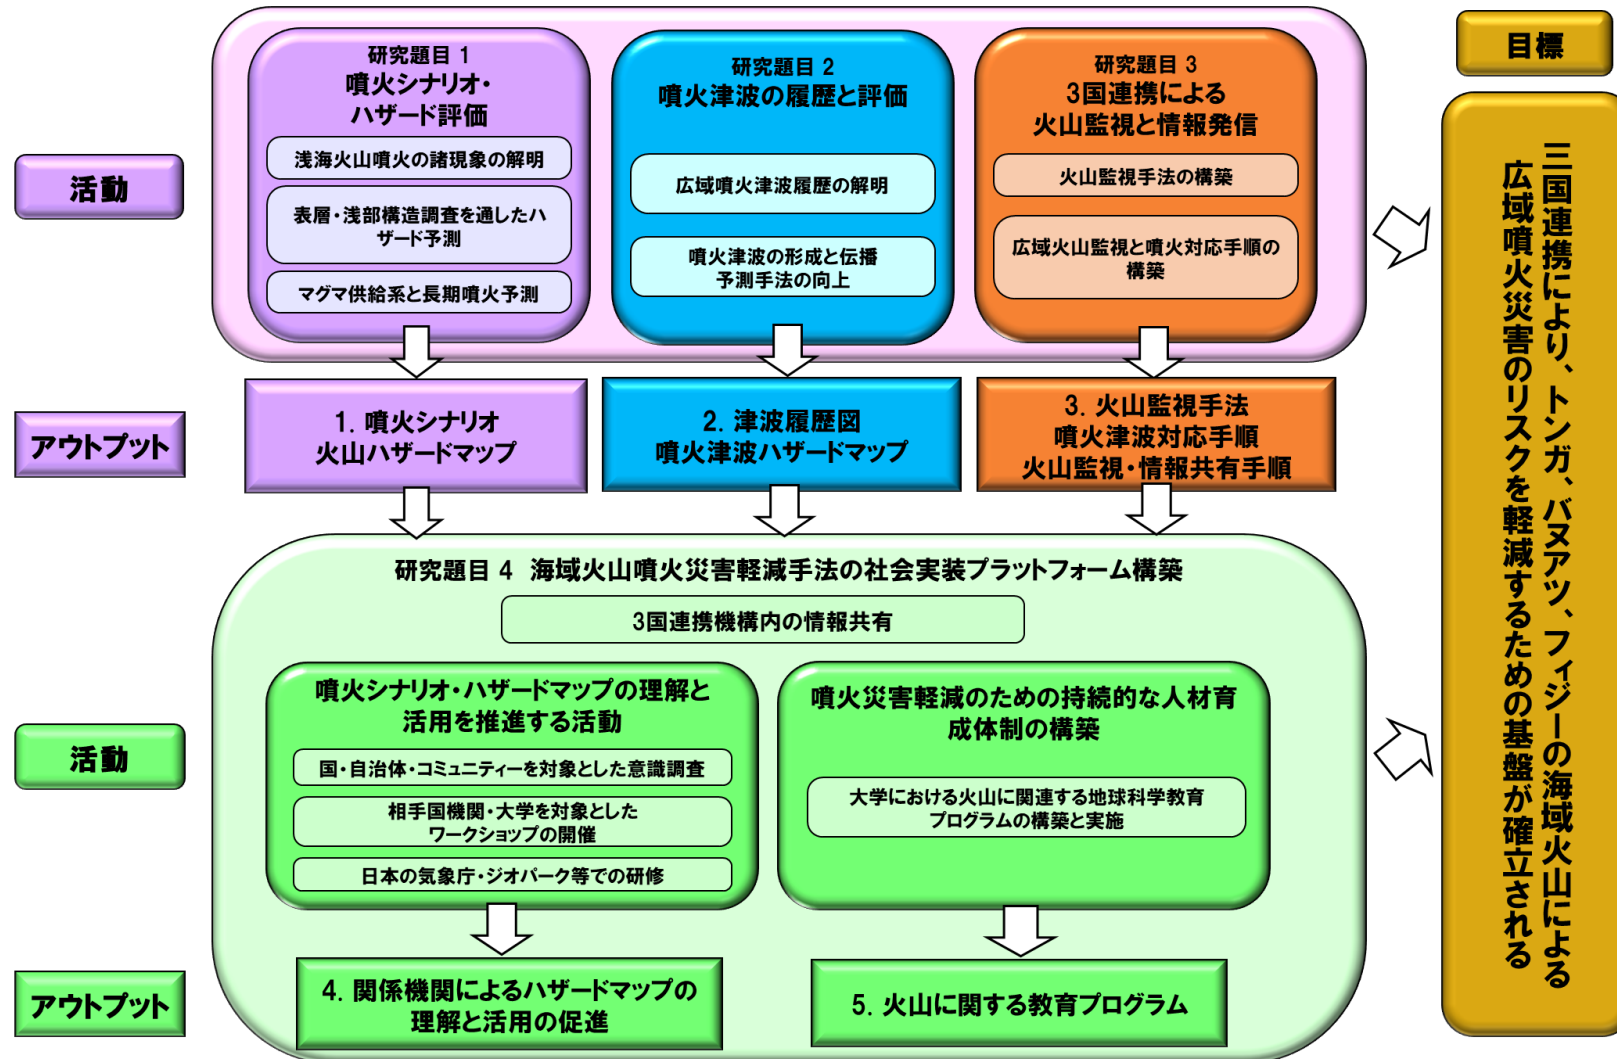 活動
研究題目 1
噴火シナリオ・
ハザード評価
浅海火山噴火の諸現象の解明
表層・浅部構造調査を通したハ
ザード予測
マグマ供給系と長期噴火予測
研究題目 2
噴火津波の履歴と評価
広域噴火津波履歴の解明
噴火津波の形成と伝播
予測手法の向上
研究題目 3
3国連携による
火山監視と情報発信
火山監視手法の構築
広域火山監視と噴火対応手順の
構築
アウトプット
1. 噴火シナリオ
火山ハザードマップ
2. 津波履歴図
噴火津波ハザードマップ
3. 火山監視手法
噴火津波対応手順
火山監視・情報共有手順
活動
研究題目 4 海域火山噴火災害軽減手法の社会実装プラットフォーム構築
3国連携機構内の情報共有
噴火シナリオ・ハザードマップの理解と
活用を推進する活動
国・自治体・コミュニティーを対象とした意識調査
相手国機関・大学を対象とした
ワークショップの開催
日本の気象庁・ジオパーク等での研修
噴火災害軽減のための持続的な人材育
成体制の構築
大学における火山に関連する地球科学教育
プログラムの構築と実施
アウトプット
4. 関係機関によるハザードマップの
理解と活用の促進
5. 火山に関する教育プログラム
目標
三国連携により、トンガ、バヌアツ、フィジーの海域火山による
広域噴火災害のリスクを軽減するための基盤が確立される